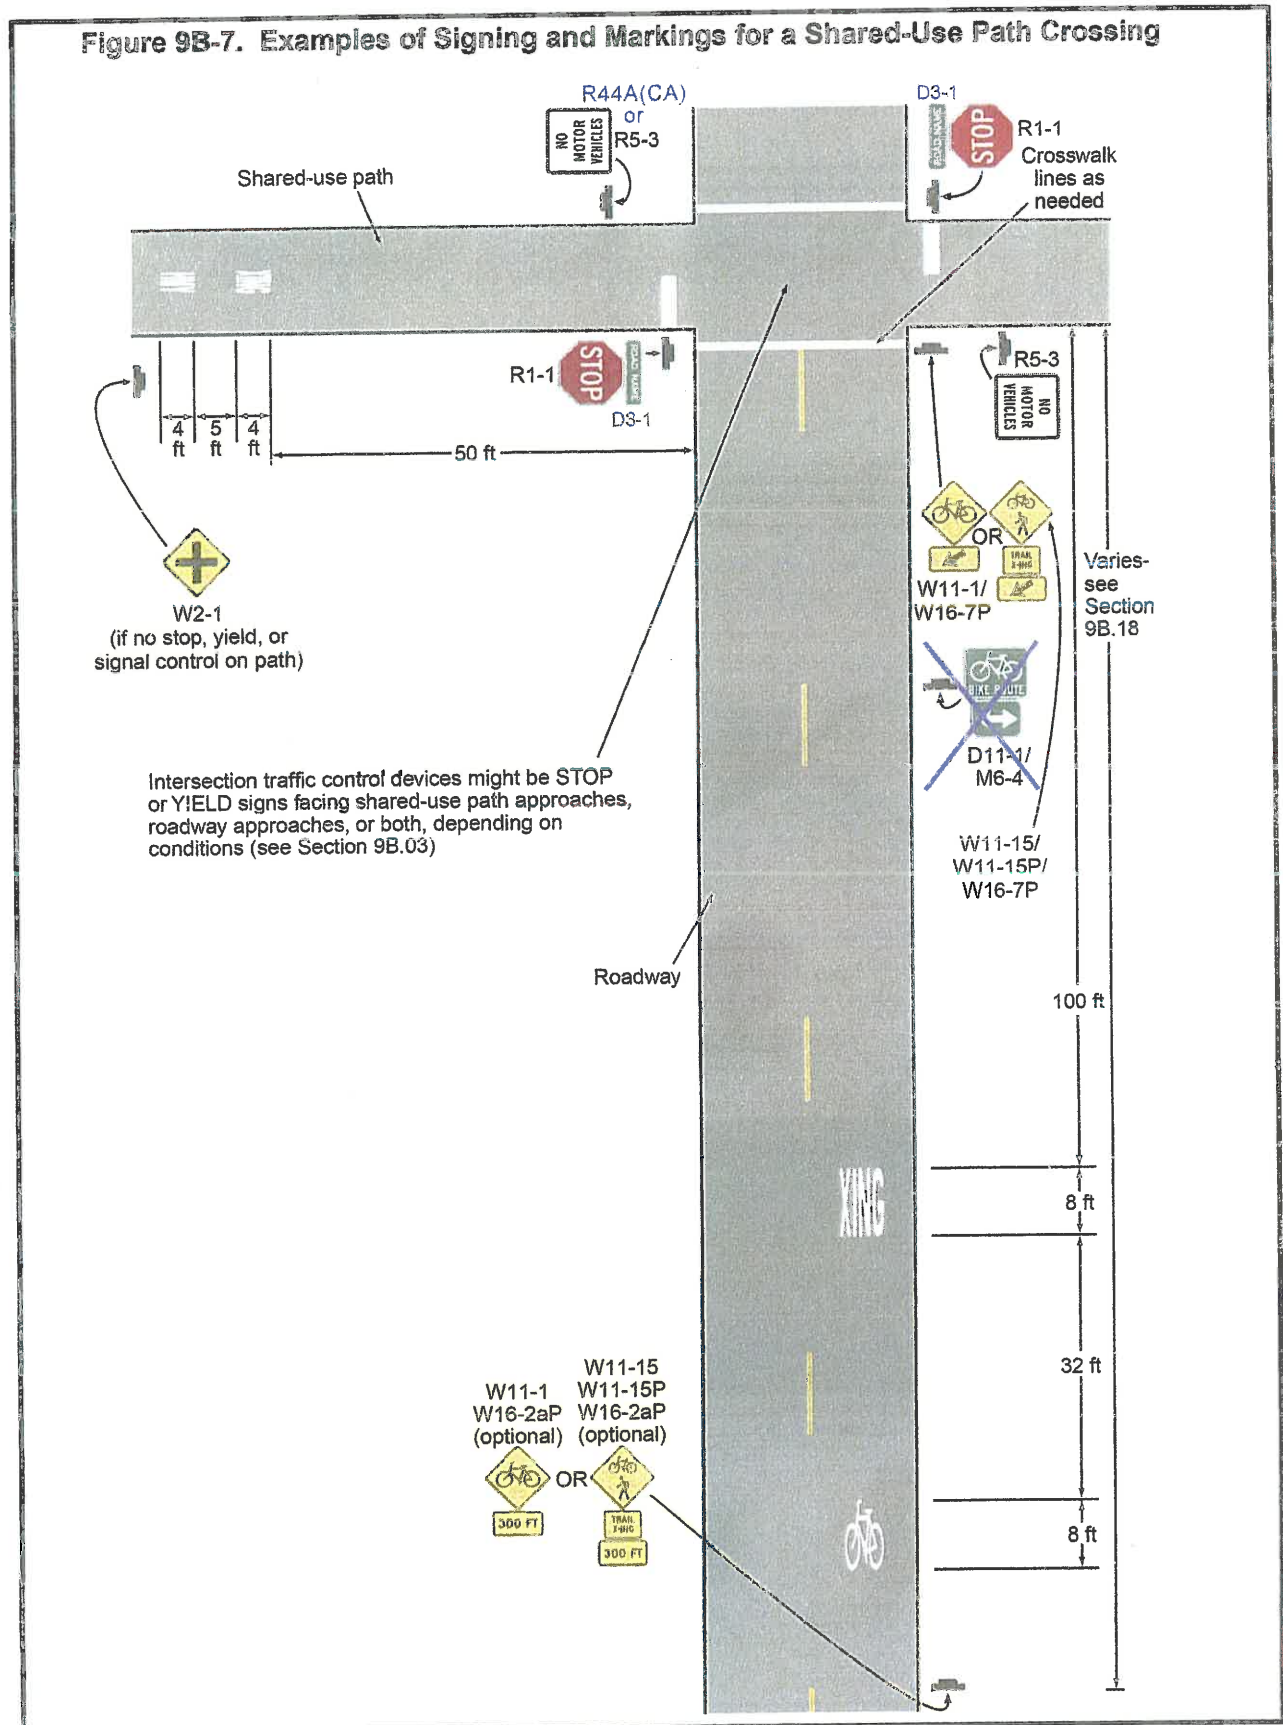 Figure 9B-7. Examples of Signing and Markings for a Shared-Use Path Crossing
R44A(CA)
or
R5-3
NO
MOTOR
VEHICLES
D3-1
ROAD NAME
STOP
R1-1
Crosswalk
lines as
needed
Shared-use path
R1-1
STOP
ROAD NAME
D3-1
R5-3
NO
MOTOR
VEHICLES
4
ft
5
ft
4
ft
50 ft
W2-1
(if no stop, yield, or
signal control on path)
OR
TRAIL
X-ING
W11-1/
W16-7P
Varies-
see
Section
9B.18
BIKE ROUTE
D11-1/
M6-4
Intersection traffic control devices might be STOP
or YIELD signs facing shared-use path approaches,
roadway approaches, or both, depending on
conditions (see Section 9B.03)
W11-15/
W11-15P/
W16-7P
Roadway
100 ft
XING
8 ft
32 ft
W11-1
W16-2aP
(optional)
W11-15
W11-15P
W16-2aP
(optional)
OR
300 FT
TRAIL
X-ING
300 FT
8 ft